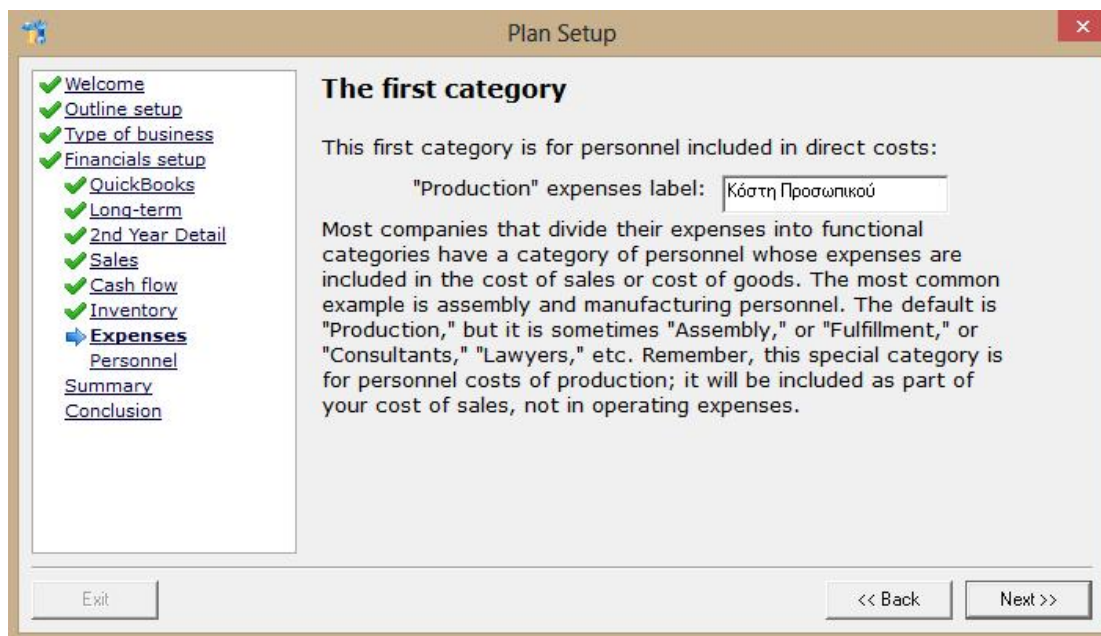 Plan Setup
Welcome
Outline setup
Type of business
Financials setup
QuickBooks
Long-term
2nd Year Detail
Sales
Cash flow
Inventory
Expenses
Personnel
Summary
Conclusion
The first category
This first category is for personnel included in direct costs:
"Production" expenses label: Κόστη Προσωπικού
Most companies that divide their expenses into functional
categories have a category of personnel whose expenses are
included in the cost of sales or cost of goods. The most common
example is assembly and manufacturing personnel. The default is
"Production," but it is sometimes "Assembly," or "Fulfillment," or
"Consultants," "Lawyers," etc. Remember, this special category is
for personnel costs of production; it will be included as part of
your cost of sales, not in operating expenses.
Exit
<< Back
Next >>